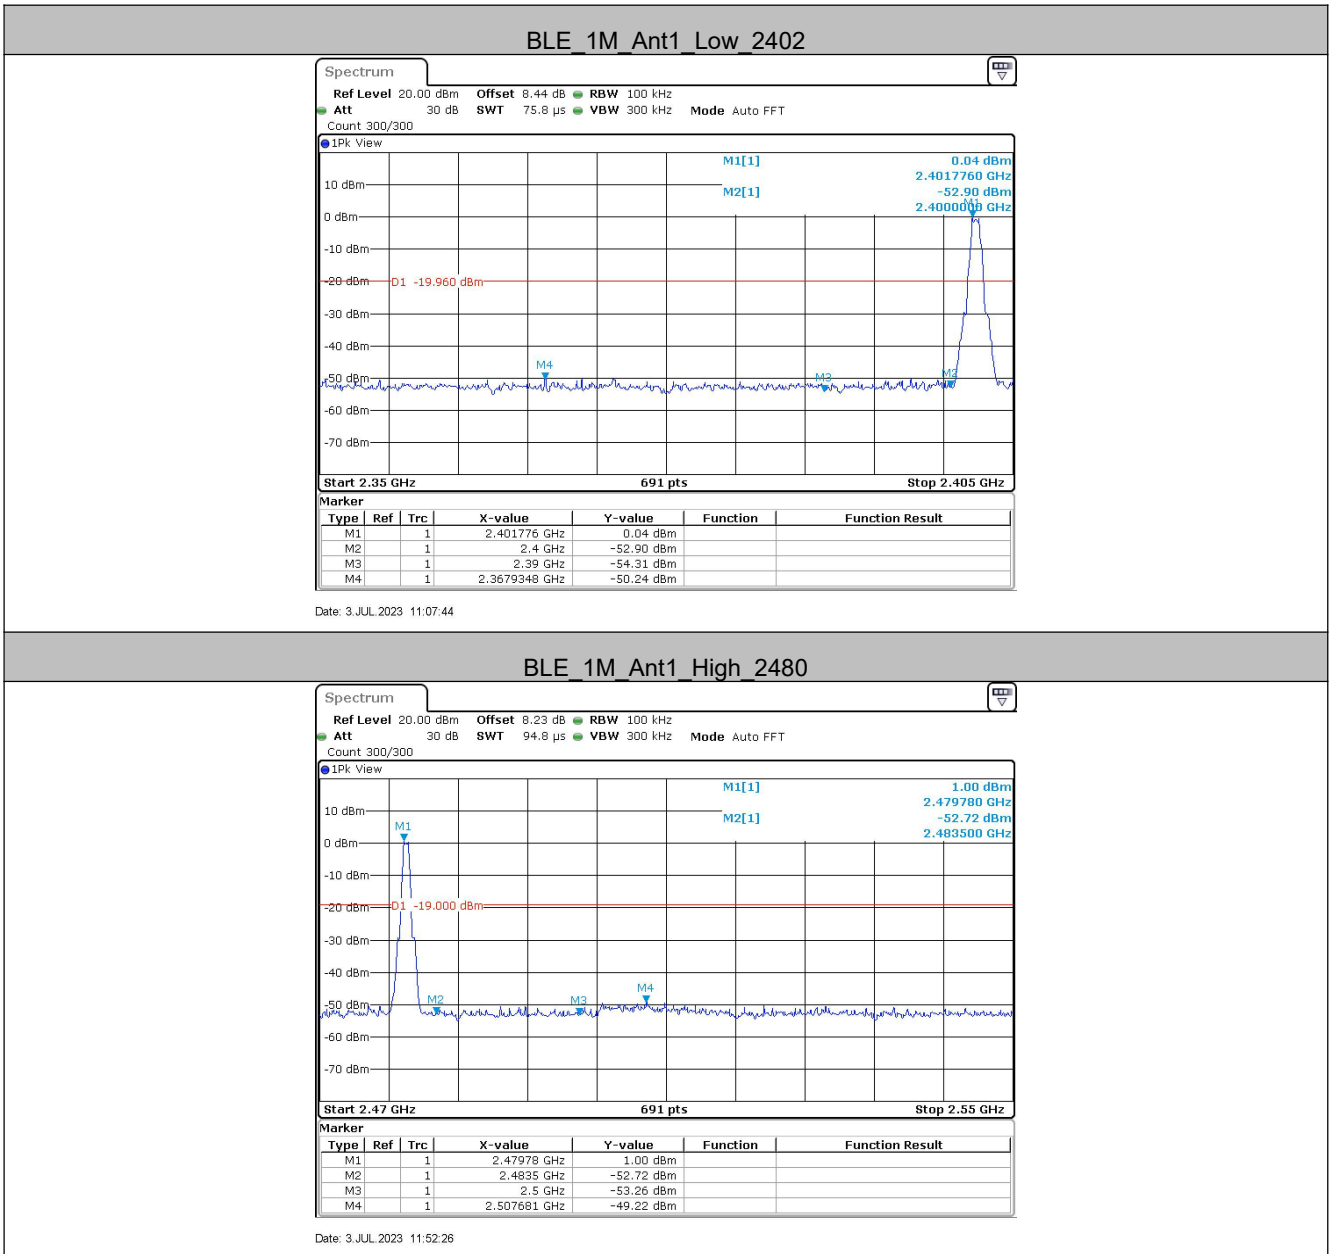 BLE_1M_Ant1_Low_2402
Spectrum
Ref Level 20.00 dBm Offset 8.44 dB RBW 100 kHz
Att 30 dB SWT 75.8 µs VBW 300 kHz Mode Auto FFT
Count 300/300
1Pk View
M1[1] 0.04 dBm
2.4017760 GHz
10 dBm
M2[1] -52.90 dBm
2.4000000 GHz
M1
0 dBm
-10 dBm
-20 dBm
D1 -19.960 dBm
-30 dBm
-40 dBm
M4
M3
M2
-50 dBm
-60 dBm
-70 dBm
Start 2.35 GHz 691 pts Stop 2.405 GHz
Marker
Type Ref Trc X-value Y-value Function Function Result
M1 1 2.401776 GHz 0.04 dBm
M2 1 2.4 GHz -52.90 dBm
M3 1 2.39 GHz -54.31 dBm
M4 1 2.3679348 GHz -50.24 dBm
Date: 3.JUL.2023 11:07:44
BLE_1M_Ant1_High_2480
Spectrum
Ref Level 20.00 dBm Offset 8.23 dB RBW 100 kHz
Att 30 dB SWT 94.8 µs VBW 300 kHz Mode Auto FFT
Count 300/300
1Pk View
M1[1] 1.00 dBm
2.479780 GHz
10 dBm
M2[1] -52.72 dBm
2.483500 GHz
M1
0 dBm
-10 dBm
-20 dBm
D1 -19.000 dBm
-30 dBm
-40 dBm
M4
M2
M3
-50 dBm
-60 dBm
-70 dBm
Start 2.47 GHz 691 pts Stop 2.55 GHz
Marker
Type Ref Trc X-value Y-value Function Function Result
M1 1 2.47978 GHz 1.00 dBm
M2 1 2.4835 GHz -52.72 dBm
M3 1 2.5 GHz -53.26 dBm
M4 1 2.507681 GHz -49.22 dBm
Date: 3.JUL.2023 11:52:26